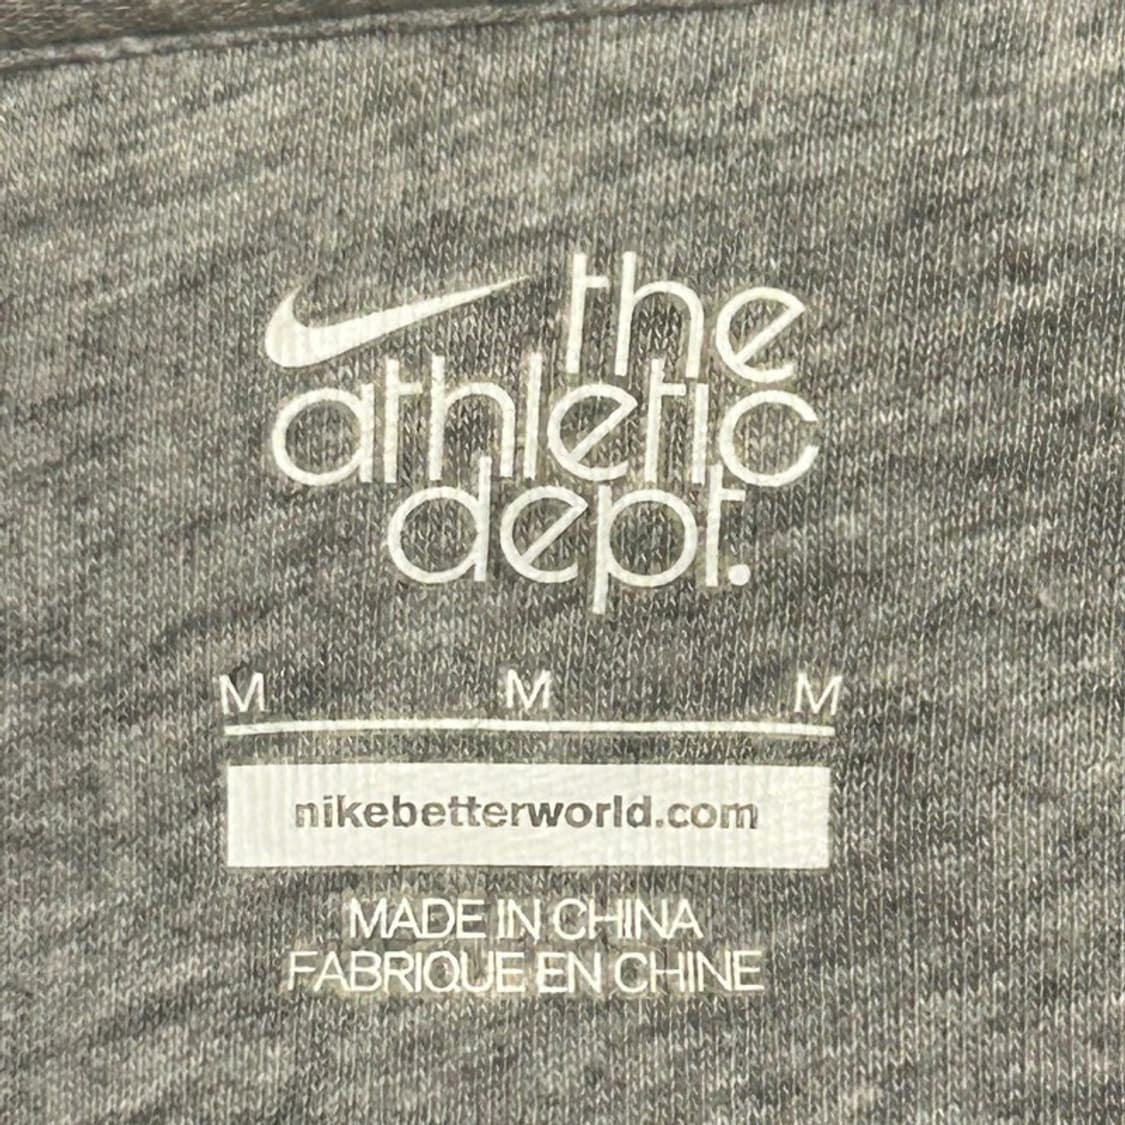 the
athletic
dept.
M M M
nikebetterworld.com
MADE IN CHINA
FABRIQUE EN CHINE